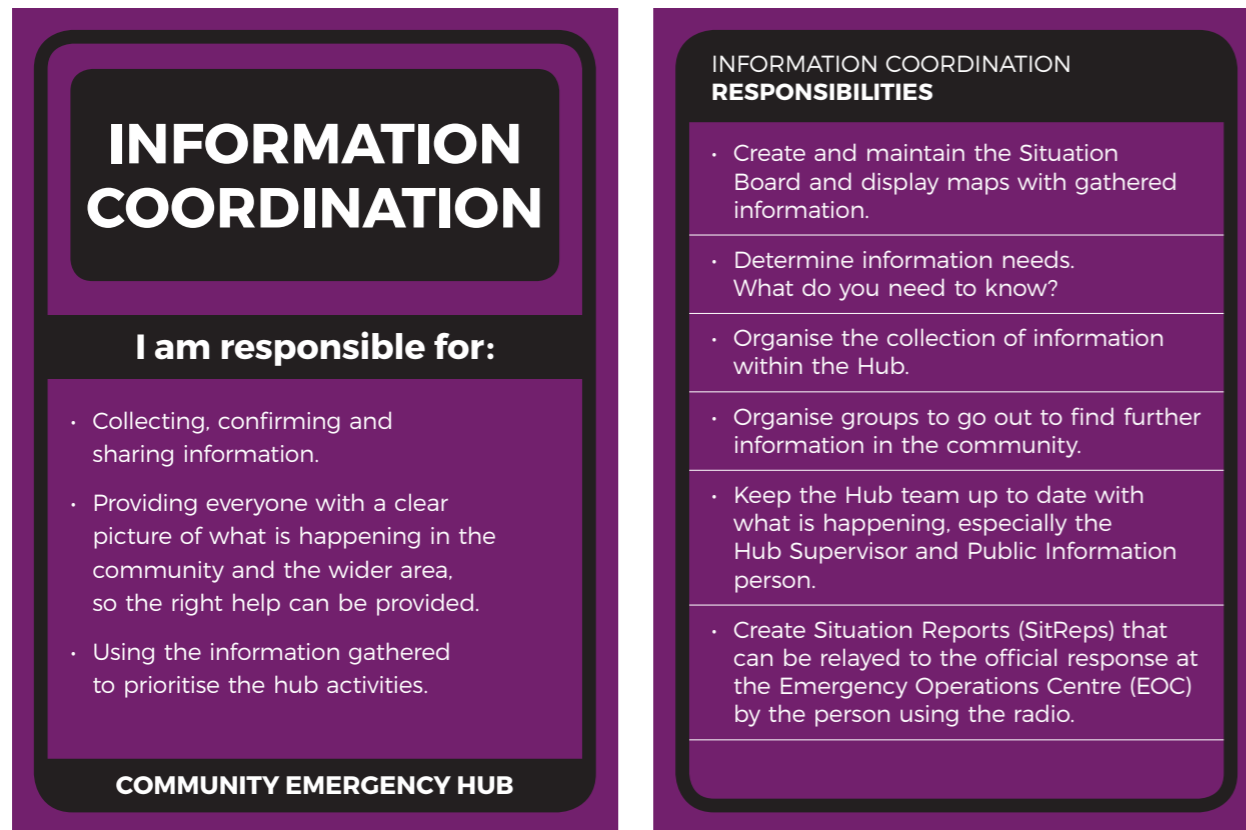 INFORMATION
COORDINATION
I am responsible for:
• Collecting, confirming and
sharing information.
• Providing everyone with a clear
picture of what is happening in the
community and the wider area,
so the right help can be provided.
• Using the information gathered
to prioritise the hub activities.
COMMUNITY EMERGENCY HUB
INFORMATION COORDINATION
RESPONSIBILITIES
• Create and maintain the Situation
Board and display maps with gathered
information.
• Determine information needs.
What do you need to know?
• Organise the collection of information
within the Hub.
• Organise groups to go out to find further
information in the community.
• Keep the Hub team up to date with
what is happening, especially the
Hub Supervisor and Public Information
person.
• Create Situation Reports (SitReps) that
can be relayed to the official response at
the Emergency Operations Centre (EOC)
by the person using the radio.